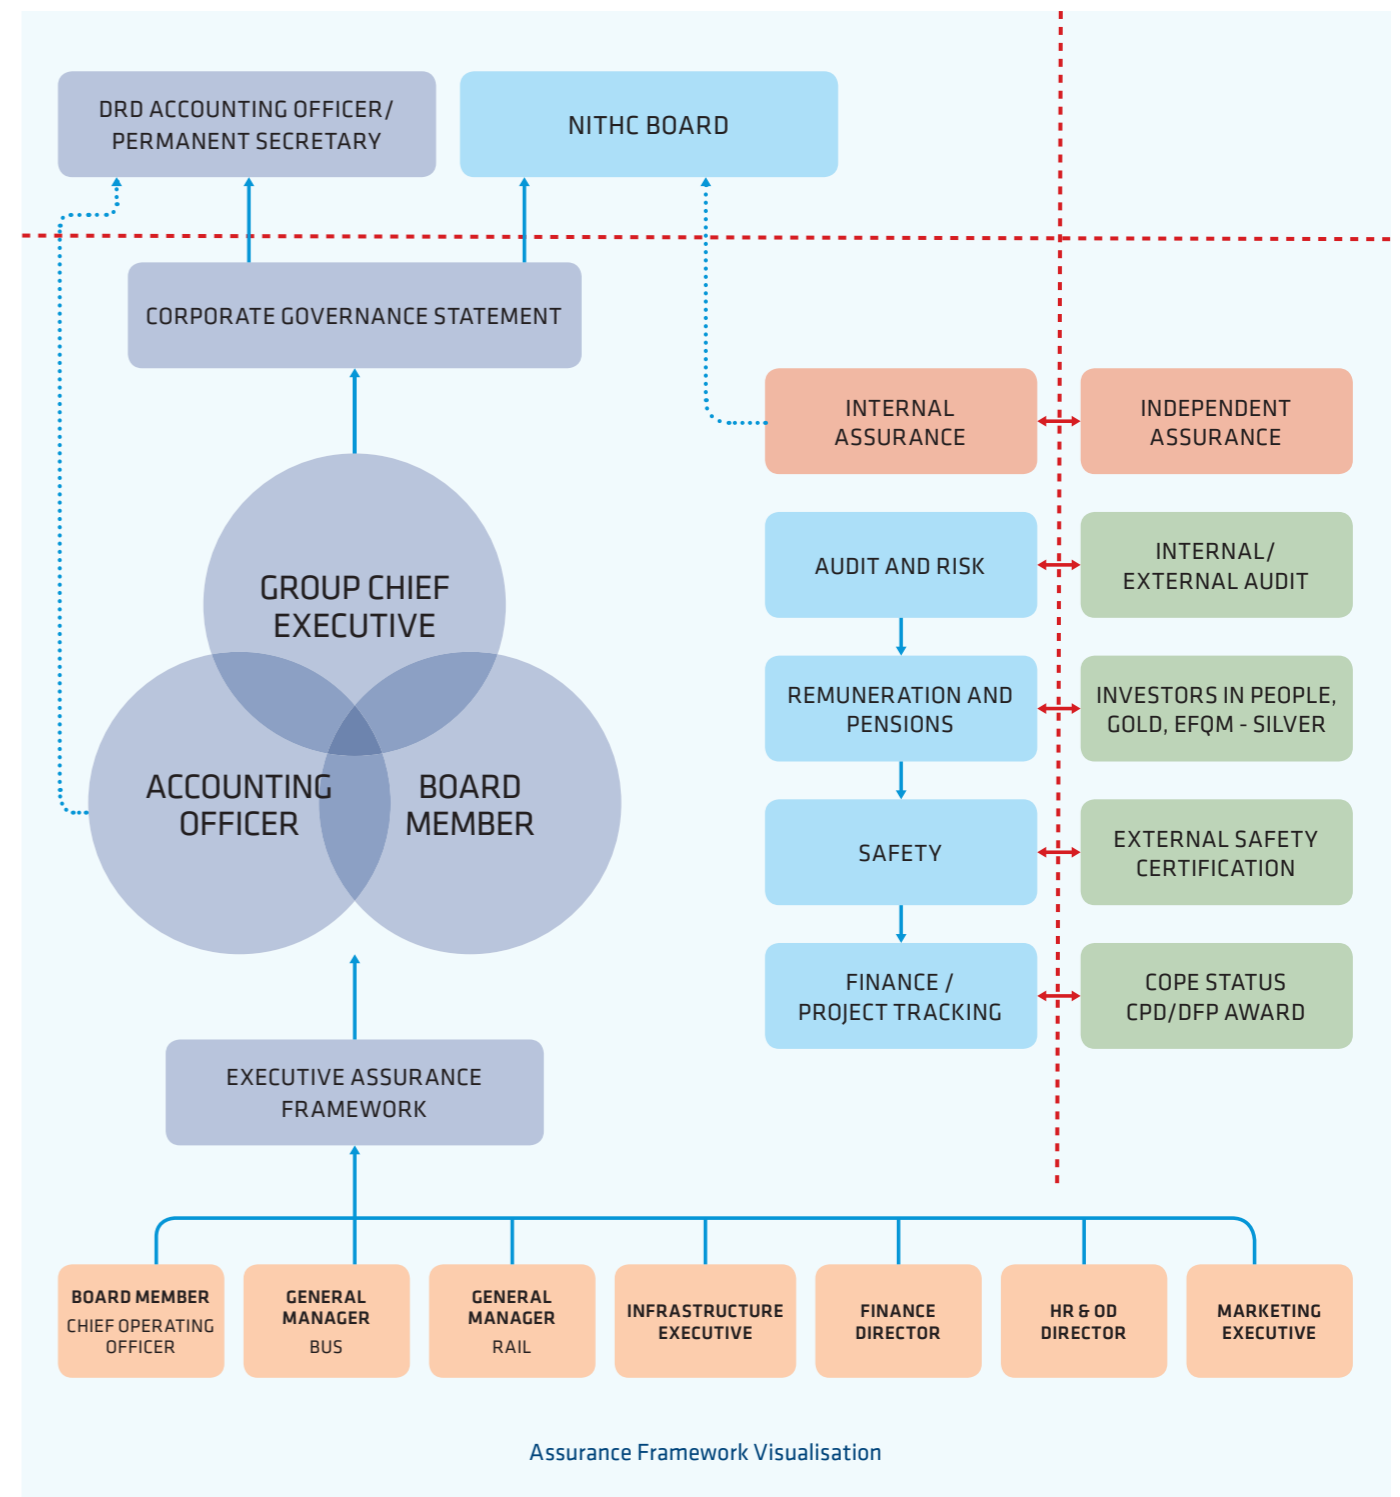 DRD ACCOUNTING OFFICER/
PERMANENT SECRETARY
NITHC BOARD
CORPORATE GOVERNANCE STATEMENT
INTERNAL
ASSURANCE
INDEPENDENT
ASSURANCE
AUDIT AND RISK
INTERNAL/
EXTERNAL AUDIT
GROUP CHIEF
EXECUTIVE
REMUNERATION AND
PENSIONS
INVESTORS IN PEOPLE,
GOLD, EFQM - SILVER
ACCOUNTING
OFFICER
BOARD
MEMBER
SAFETY
EXTERNAL SAFETY
CERTIFICATION
FINANCE /
PROJECT TRACKING
COPE STATUS
CPD/DFP AWARD
EXECUTIVE ASSURANCE
FRAMEWORK
BOARD MEMBER
CHIEF OPERATING
OFFICER
GENERAL
MANAGER
BUS
GENERAL
MANAGER
RAIL
INFRASTRUCTURE
EXECUTIVE
FINANCE
DIRECTOR
HR & OD
DIRECTOR
MARKETING
EXECUTIVE
Assurance Framework Visualisation